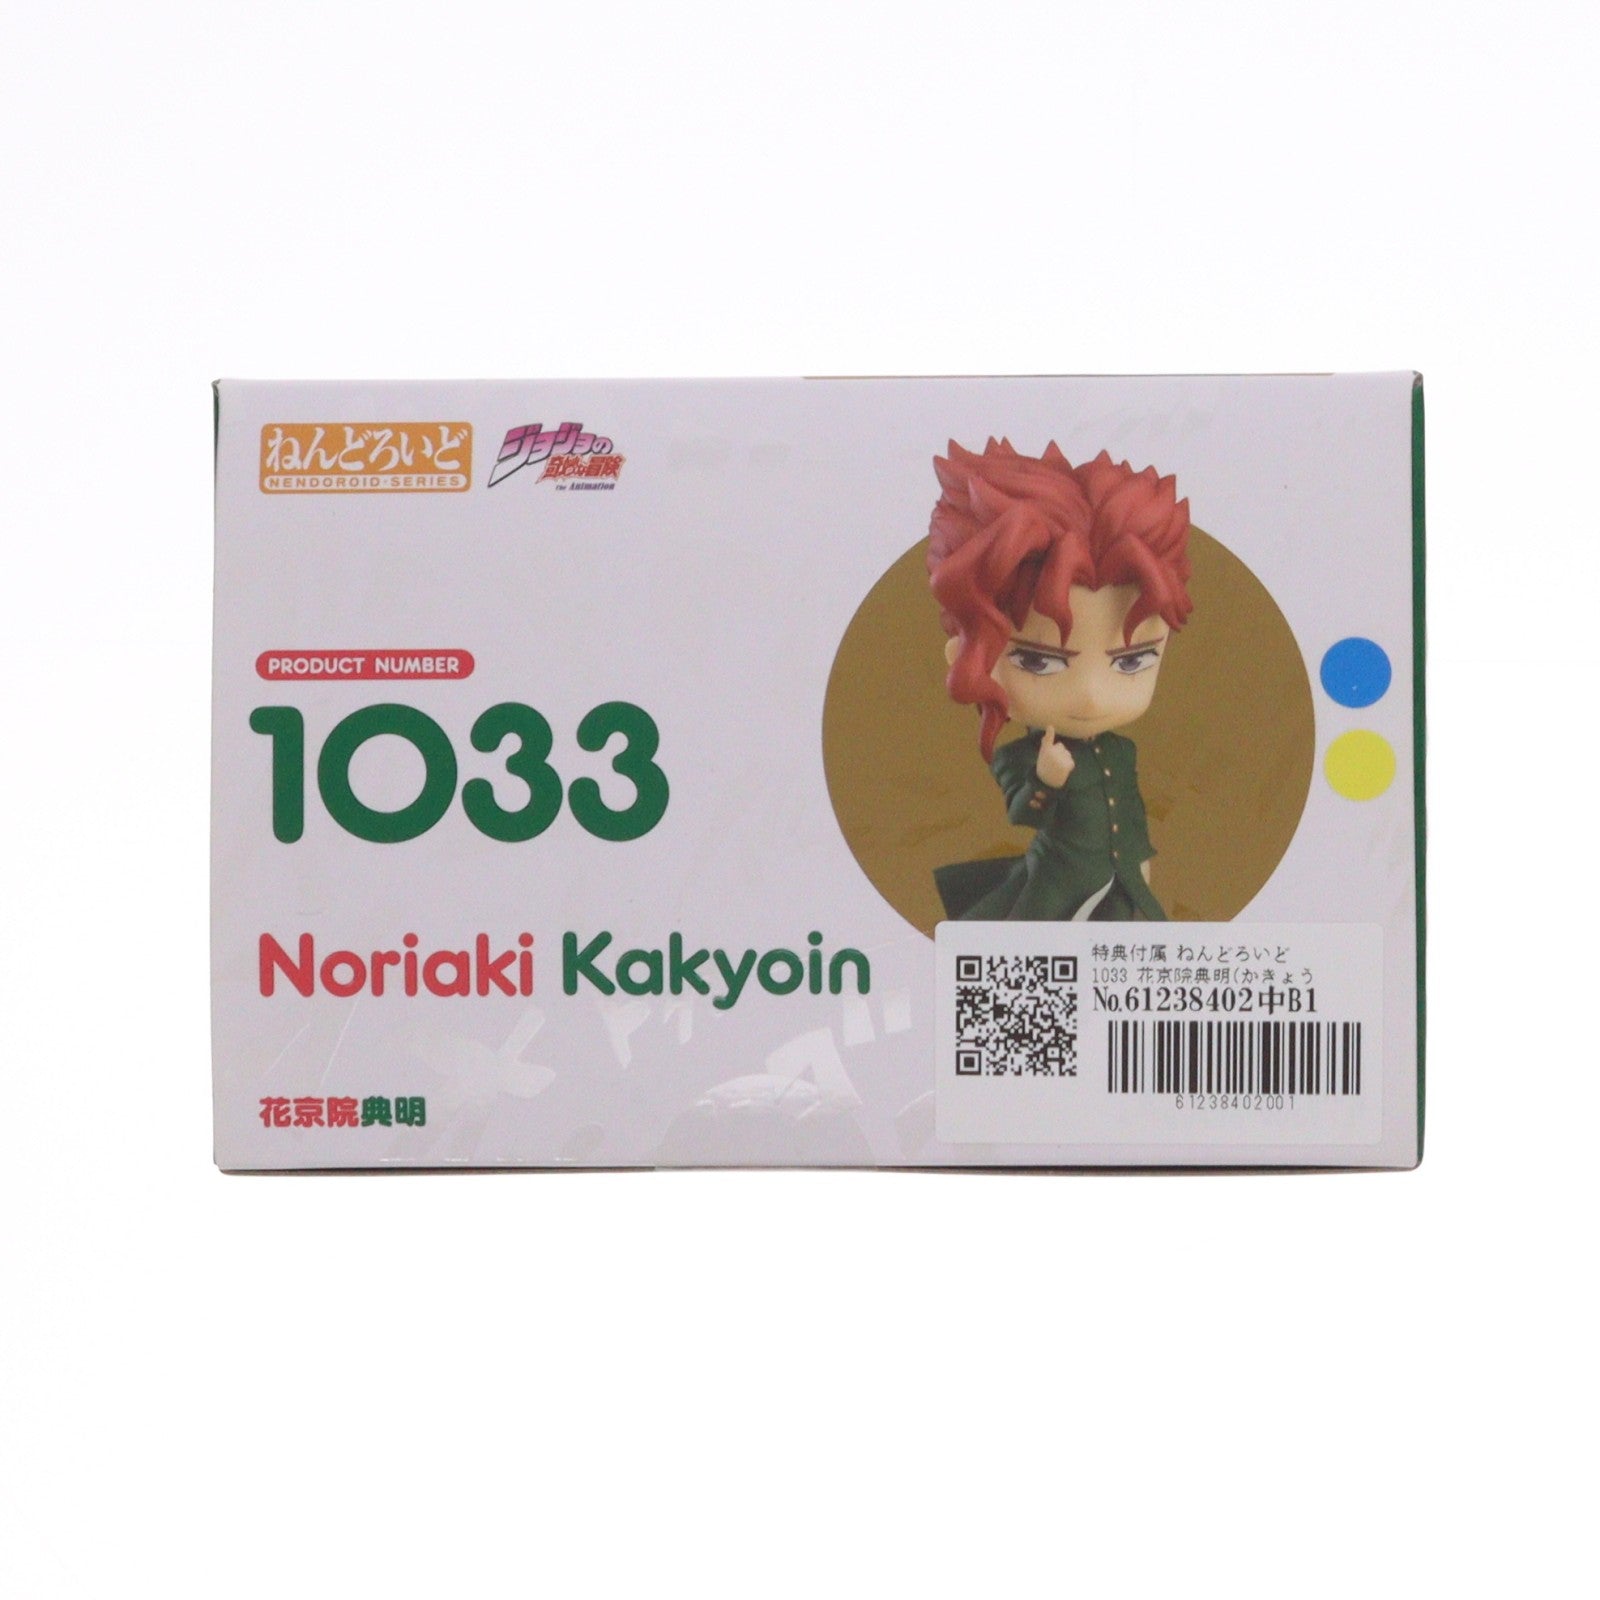 ねんどろいど
NENDOROID・SERIES
ジョジョの
奇妙な冒険
The Animation
PRODUCT NUMBER
1033
Noriaki Kakyoin
花京院典明
特典付属 ねんどろいど
1033 花京院典明(かきょう
No.61238402中B1
61238402001